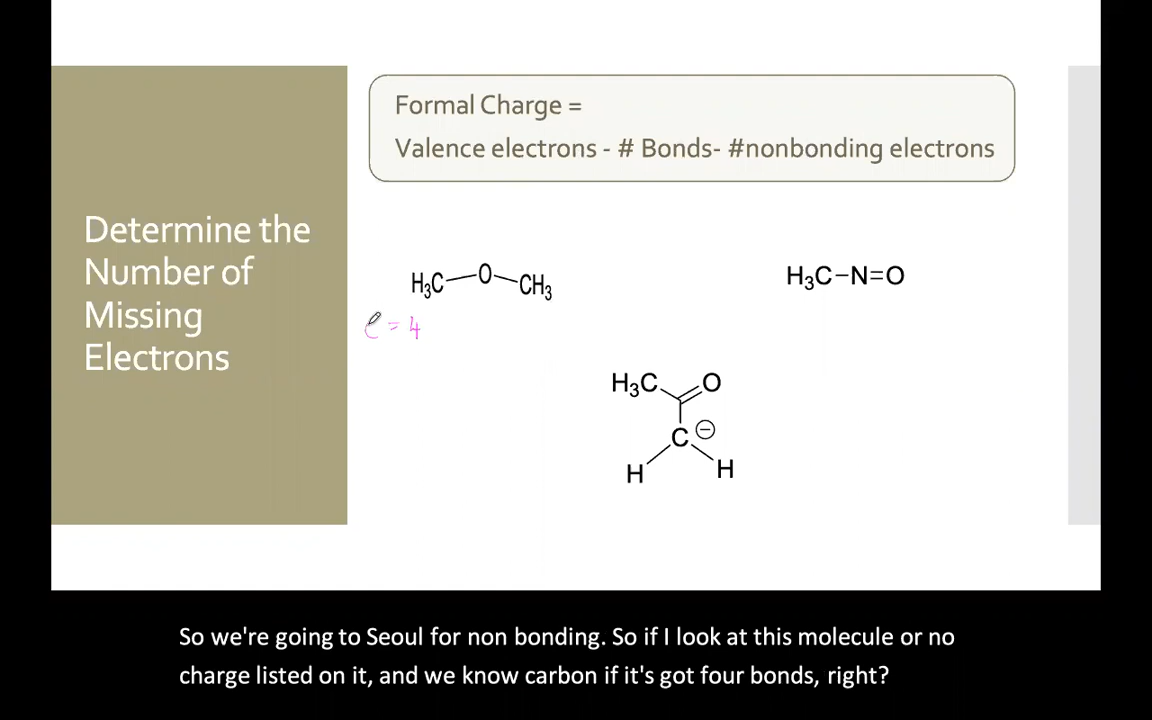 Formal Charge =
Valence electrons - # Bonds- #nonbonding electrons
Determine the
Number of
Missing
Electrons
H₃C-O-CH₃
H₃C-N=O
= 4
H₃C O
C ⊖
H H
So we're going to Seoul for non bonding. So if I look at this molecule or no
charge listed on it, and we know carbon if it's got four bonds, right?